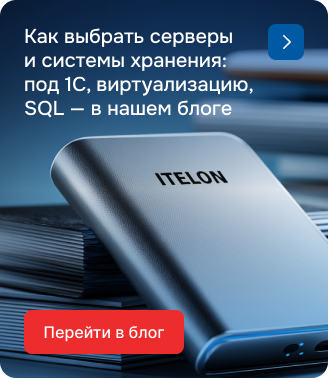 Как выбрать серверы
и системы хранения:
под 1С, виртуализацию,
SQL — в нашем блоге
ITELON
Перейти в блог